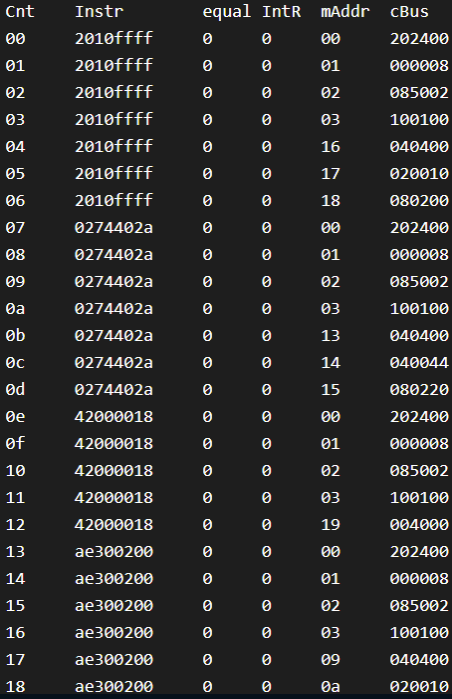 Cnt Instr equal IntR mAddr cBus
00 2010ffff 0 0 00 202400
01 2010ffff 0 0 01 000008
02 2010ffff 0 0 02 085002
03 2010ffff 0 0 03 100100
04 2010ffff 0 0 16 040400
05 2010ffff 0 0 17 020010
06 2010ffff 0 0 18 080200
07 0274402a 0 0 00 202400
08 0274402a 0 0 01 000008
09 0274402a 0 0 02 085002
0a 0274402a 0 0 03 100100
0b 0274402a 0 0 13 040400
0c 0274402a 0 0 14 040044
0d 0274402a 0 0 15 080220
0e 42000018 0 0 00 202400
0f 42000018 0 0 01 000008
10 42000018 0 0 02 085002
11 42000018 0 0 03 100100
12 42000018 0 0 19 004000
13 ae300200 0 0 00 202400
14 ae300200 0 0 01 000008
15 ae300200 0 0 02 085002
16 ae300200 0 0 03 100100
17 ae300200 0 0 09 040400
18 ae300200 0 0 0a 020010